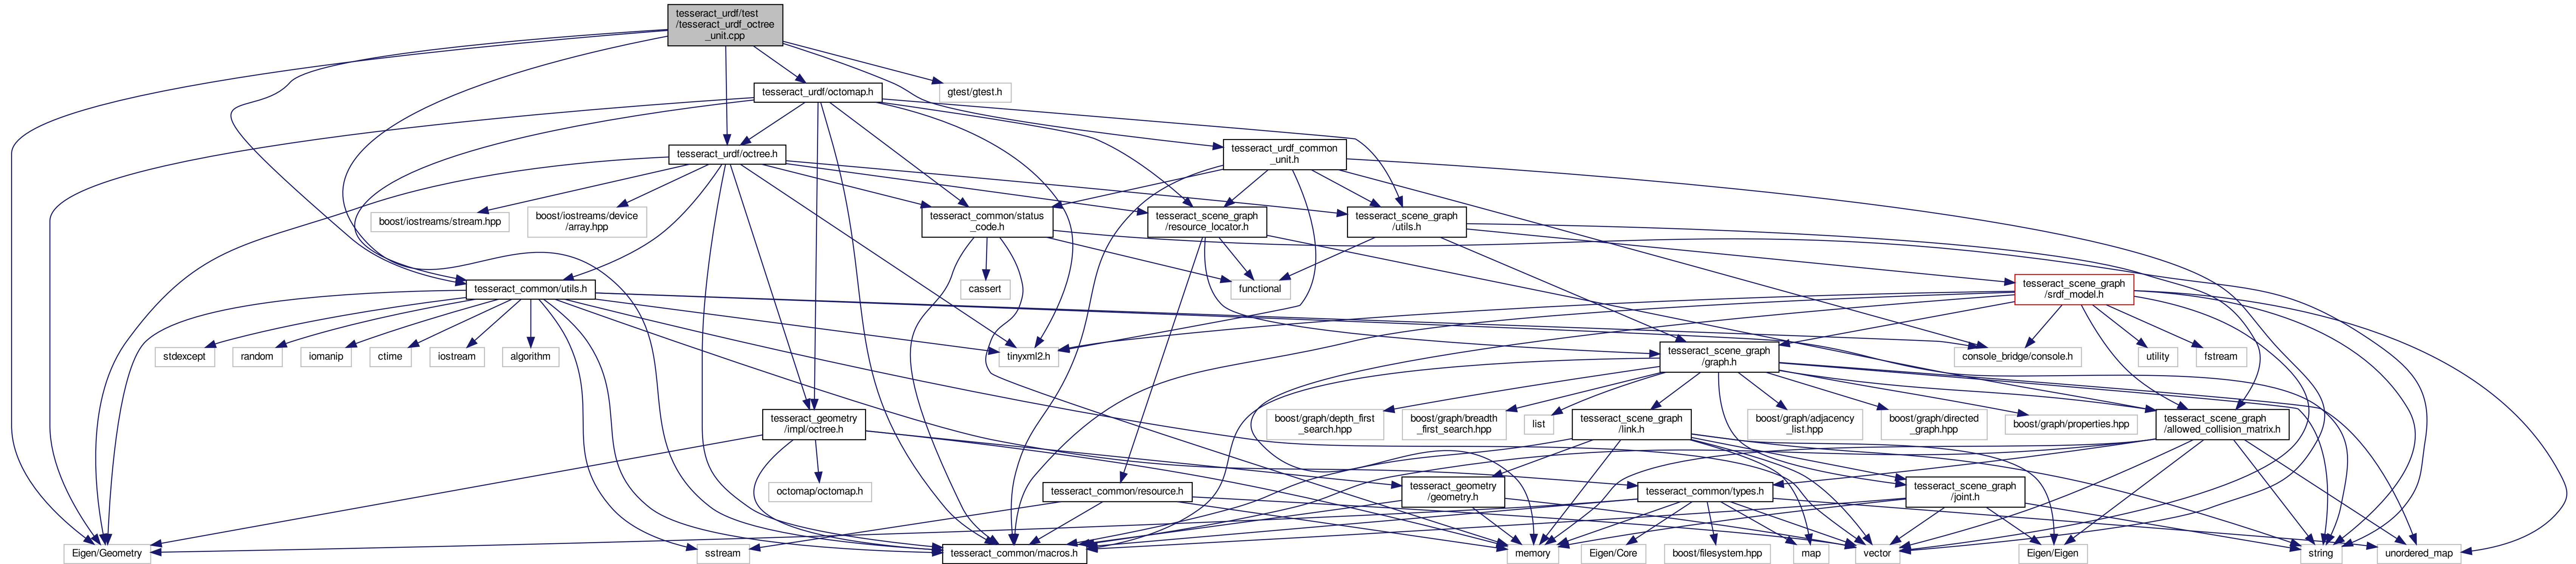 tesseract_urdf/test
/tesseract_urdf_octree
_unit.cpp
tesseract_urdf/octomap.h
gtest/gtest.h
tesseract_urdf/octree.h
tesseract_urdf_common
_unit.h
boost/iostreams/stream.hpp
boost/iostreams/device
/array.hpp
tesseract_common/status
_code.h
tesseract_scene_graph
/resource_locator.h
tesseract_scene_graph
/utils.h
tesseract_common/utils.h
cassert
functional
tesseract_scene_graph
/srdf_model.h
stdexcept
random
iomanip
ctime
iostream
algorithm
tinyxml2.h
tesseract_scene_graph
/graph.h
console_bridge/console.h
utility
fstream
tesseract_geometry
/impl/octree.h
boost/graph/depth_first
_search.hpp
boost/graph/breadth
_first_search.hpp
list
tesseract_scene_graph
/link.h
boost/graph/adjacency
_list.hpp
boost/graph/directed
_graph.hpp
boost/graph/properties.hpp
tesseract_scene_graph
/allowed_collision_matrix.h
octomap/octomap.h
tesseract_common/resource.h
tesseract_geometry
/geometry.h
tesseract_common/types.h
tesseract_scene_graph
/joint.h
Eigen/Geometry
sstream
tesseract_common/macros.h
memory
Eigen/Core
boost/filesystem.hpp
map
vector
Eigen/Eigen
string
unordered_map